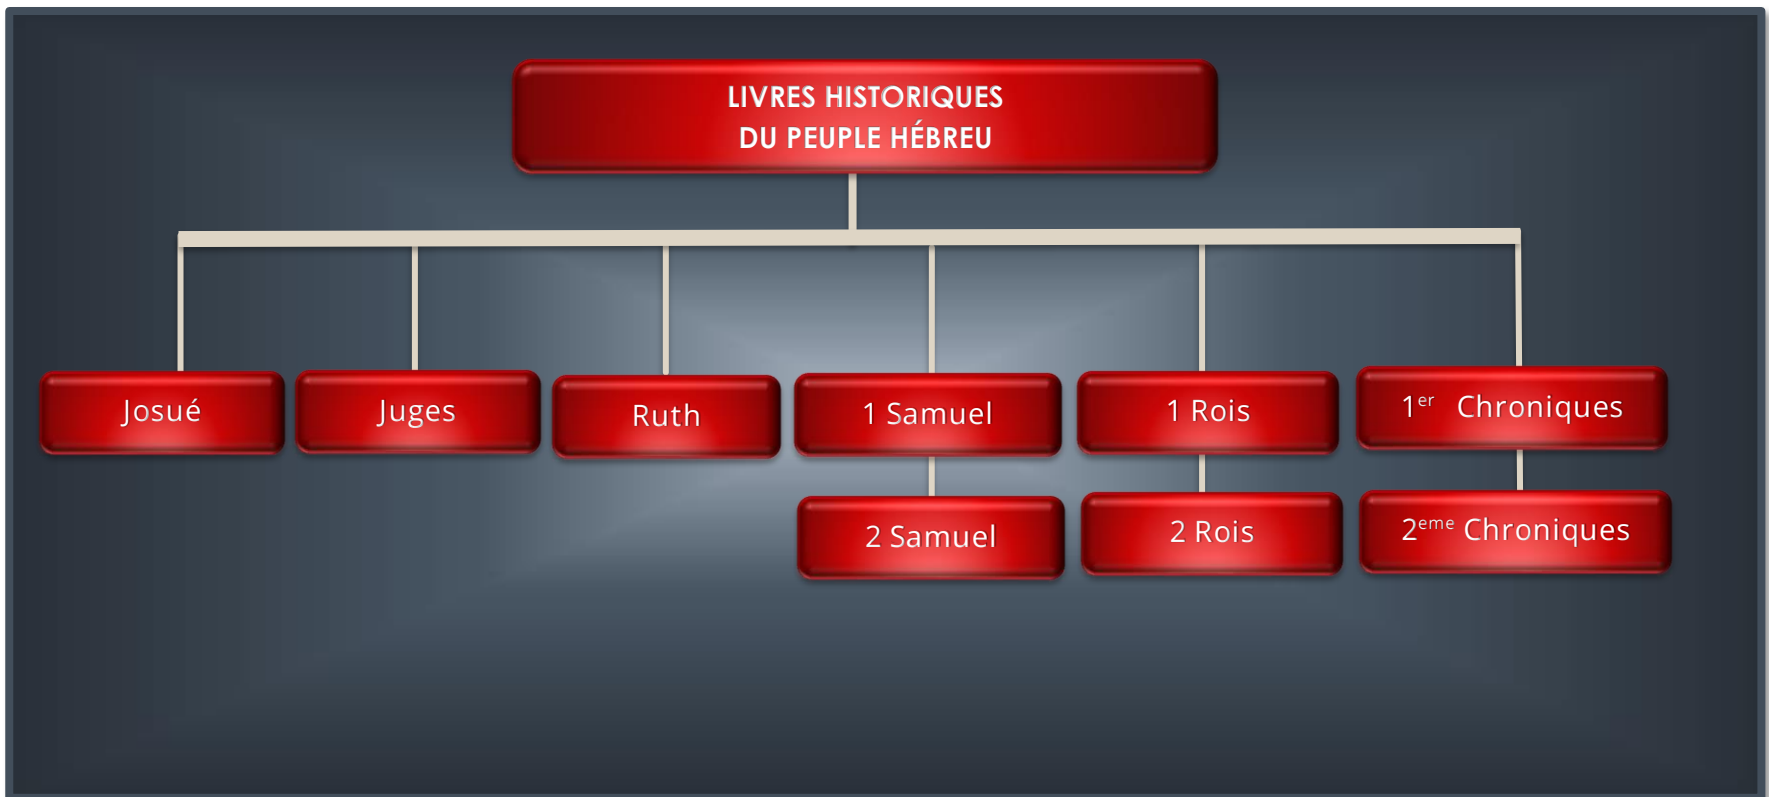 LIVRES HISTORIQUES
DU PEUPLE HÉBREU
Josué
Juges
Ruth
1 Samuel
1 Rois
1er Chroniques
2 Samuel
2 Rois
2eme Chroniques